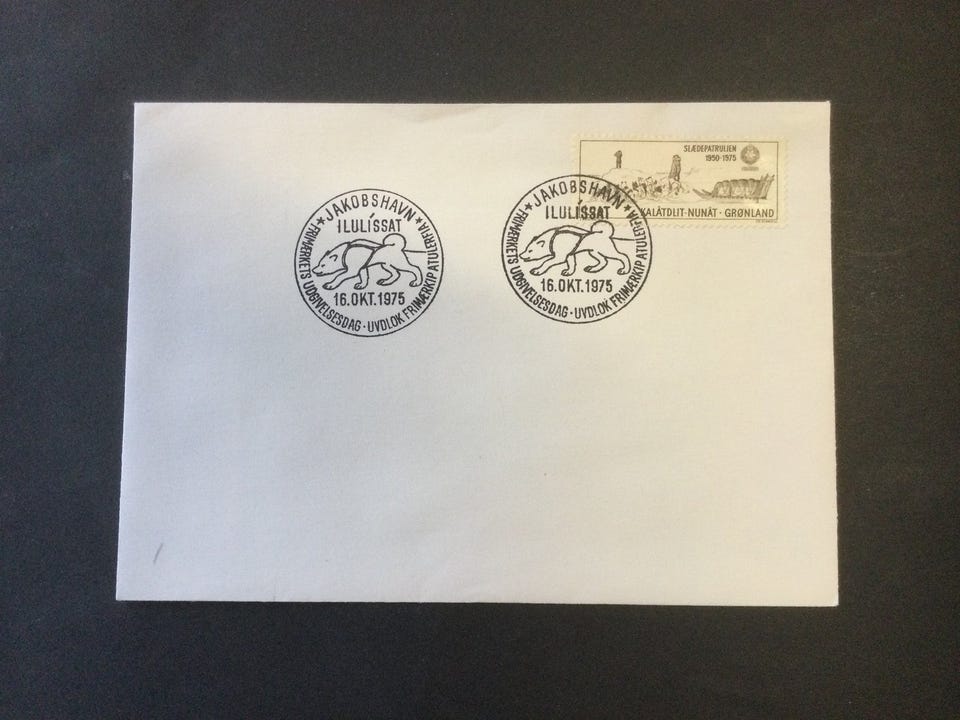 SLÆDEPATRULJEN
1950-1975
KALÂTDLIT-NUNÂT · GRØNLAND
★ JAKOBSHAVN ★
ILULÍSSAT
16.OKT.1975
FRIMÆRKETS UDGIVELSESDAG · UVDLOK FRIMÆRKIP ATULERFIA
★ JAKOBSHAVN ★
ILULÍSSAT
16.OKT.1975
FRIMÆRKETS UDGIVELSESDAG · UVDLOK FRIMÆRKIP ATULERFIA